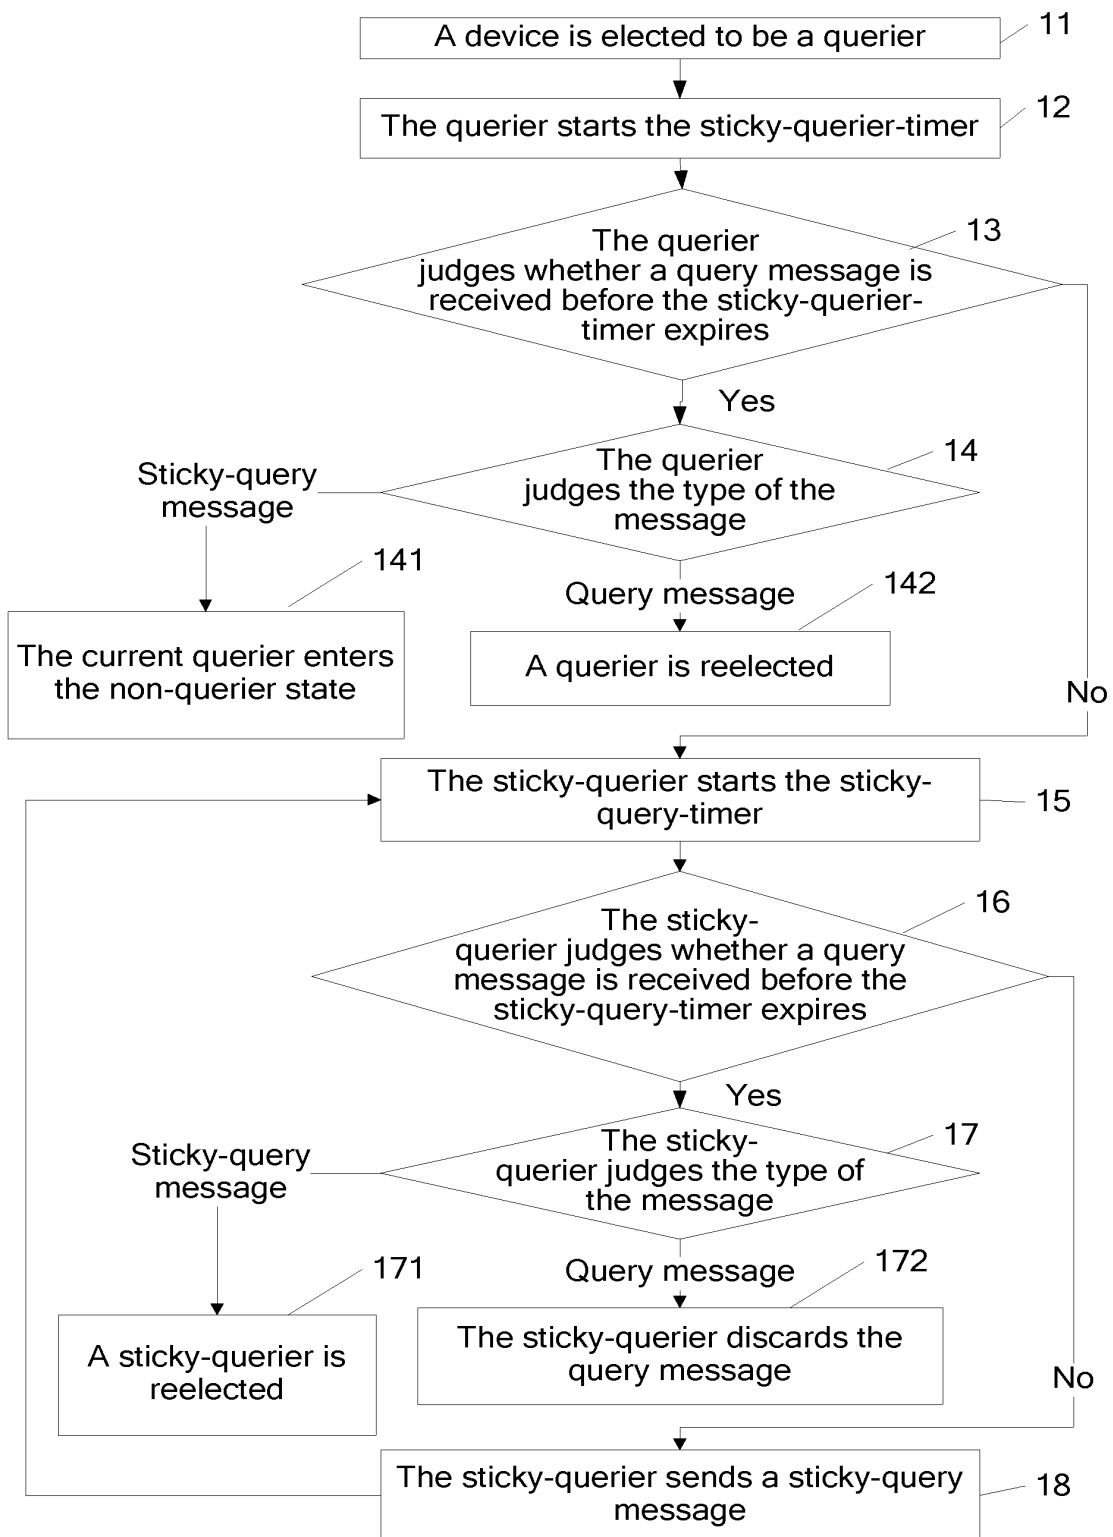 A device is elected to be a querier
11
The querier starts the sticky-querier-timer
12
The querier
judges whether a query message is
received before the sticky-querier-
timer expires
13
Yes
The querier
judges the type of the
message
14
Sticky-query
message
141
Query message
142
The current querier enters
the non-querier state
A querier is reelected
No
The sticky-querier starts the sticky-
query-timer
15
The sticky-
querier judges whether a query
message is received before the
sticky-query-timer expires
16
Yes
The sticky-
querier judges the type of
the message
17
Sticky-query
message
171
Query message
172
A sticky-querier is
reelected
The sticky-querier discards the
query message
No
The sticky-querier sends a sticky-query
message
18